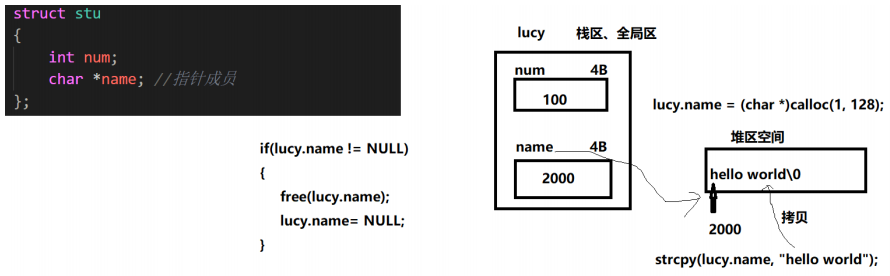 struct stu
{
    int num;
    char *name; //指针成员
};
if(lucy.name != NULL)
{
    free(lucy.name);
    lucy.name= NULL;
}
lucy 栈区、全局区
num 4B
100
name 4B
2000
lucy.name = (char *)calloc(1, 128);
堆区空间
hello world\0
2000
拷贝
strcpy(lucy.name, "hello world");